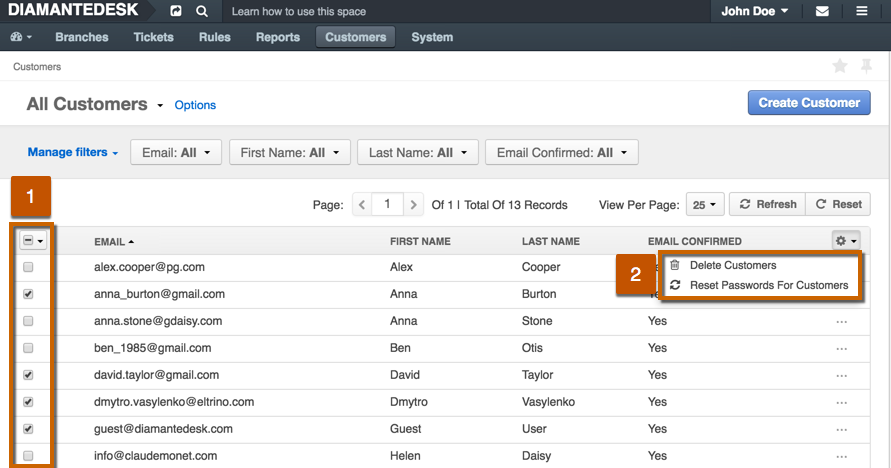 DIAMANTEDESK Learn how to use this space John Doe
Branches Tickets Rules Reports Customers System
Customers
All Customers Options Create Customer
Manage filters Email: All First Name: All Last Name: All Email Confirmed: All
1
Page: 1 Of 1 | Total Of 13 Records View Per Page: 25 Refresh Reset
EMAIL FIRST NAME LAST NAME EMAIL CONFIRMED
alex.cooper@pg.com Alex Cooper
2
Delete Customers
Reset Passwords For Customers
anna_burton@gmail.com Anna Burton
anna.stone@gdaisy.com Anna Stone Yes ...
ben_1985@gmail.com Ben Otis Yes ...
david.taylor@gmail.com David Taylor Yes ...
dmytro.vasylenko@eltrino.com Dmytro Vasylenko Yes ...
guest@diamantedesk.com Guest User Yes ...
info@claudemonet.com Helen Daisy Yes ...